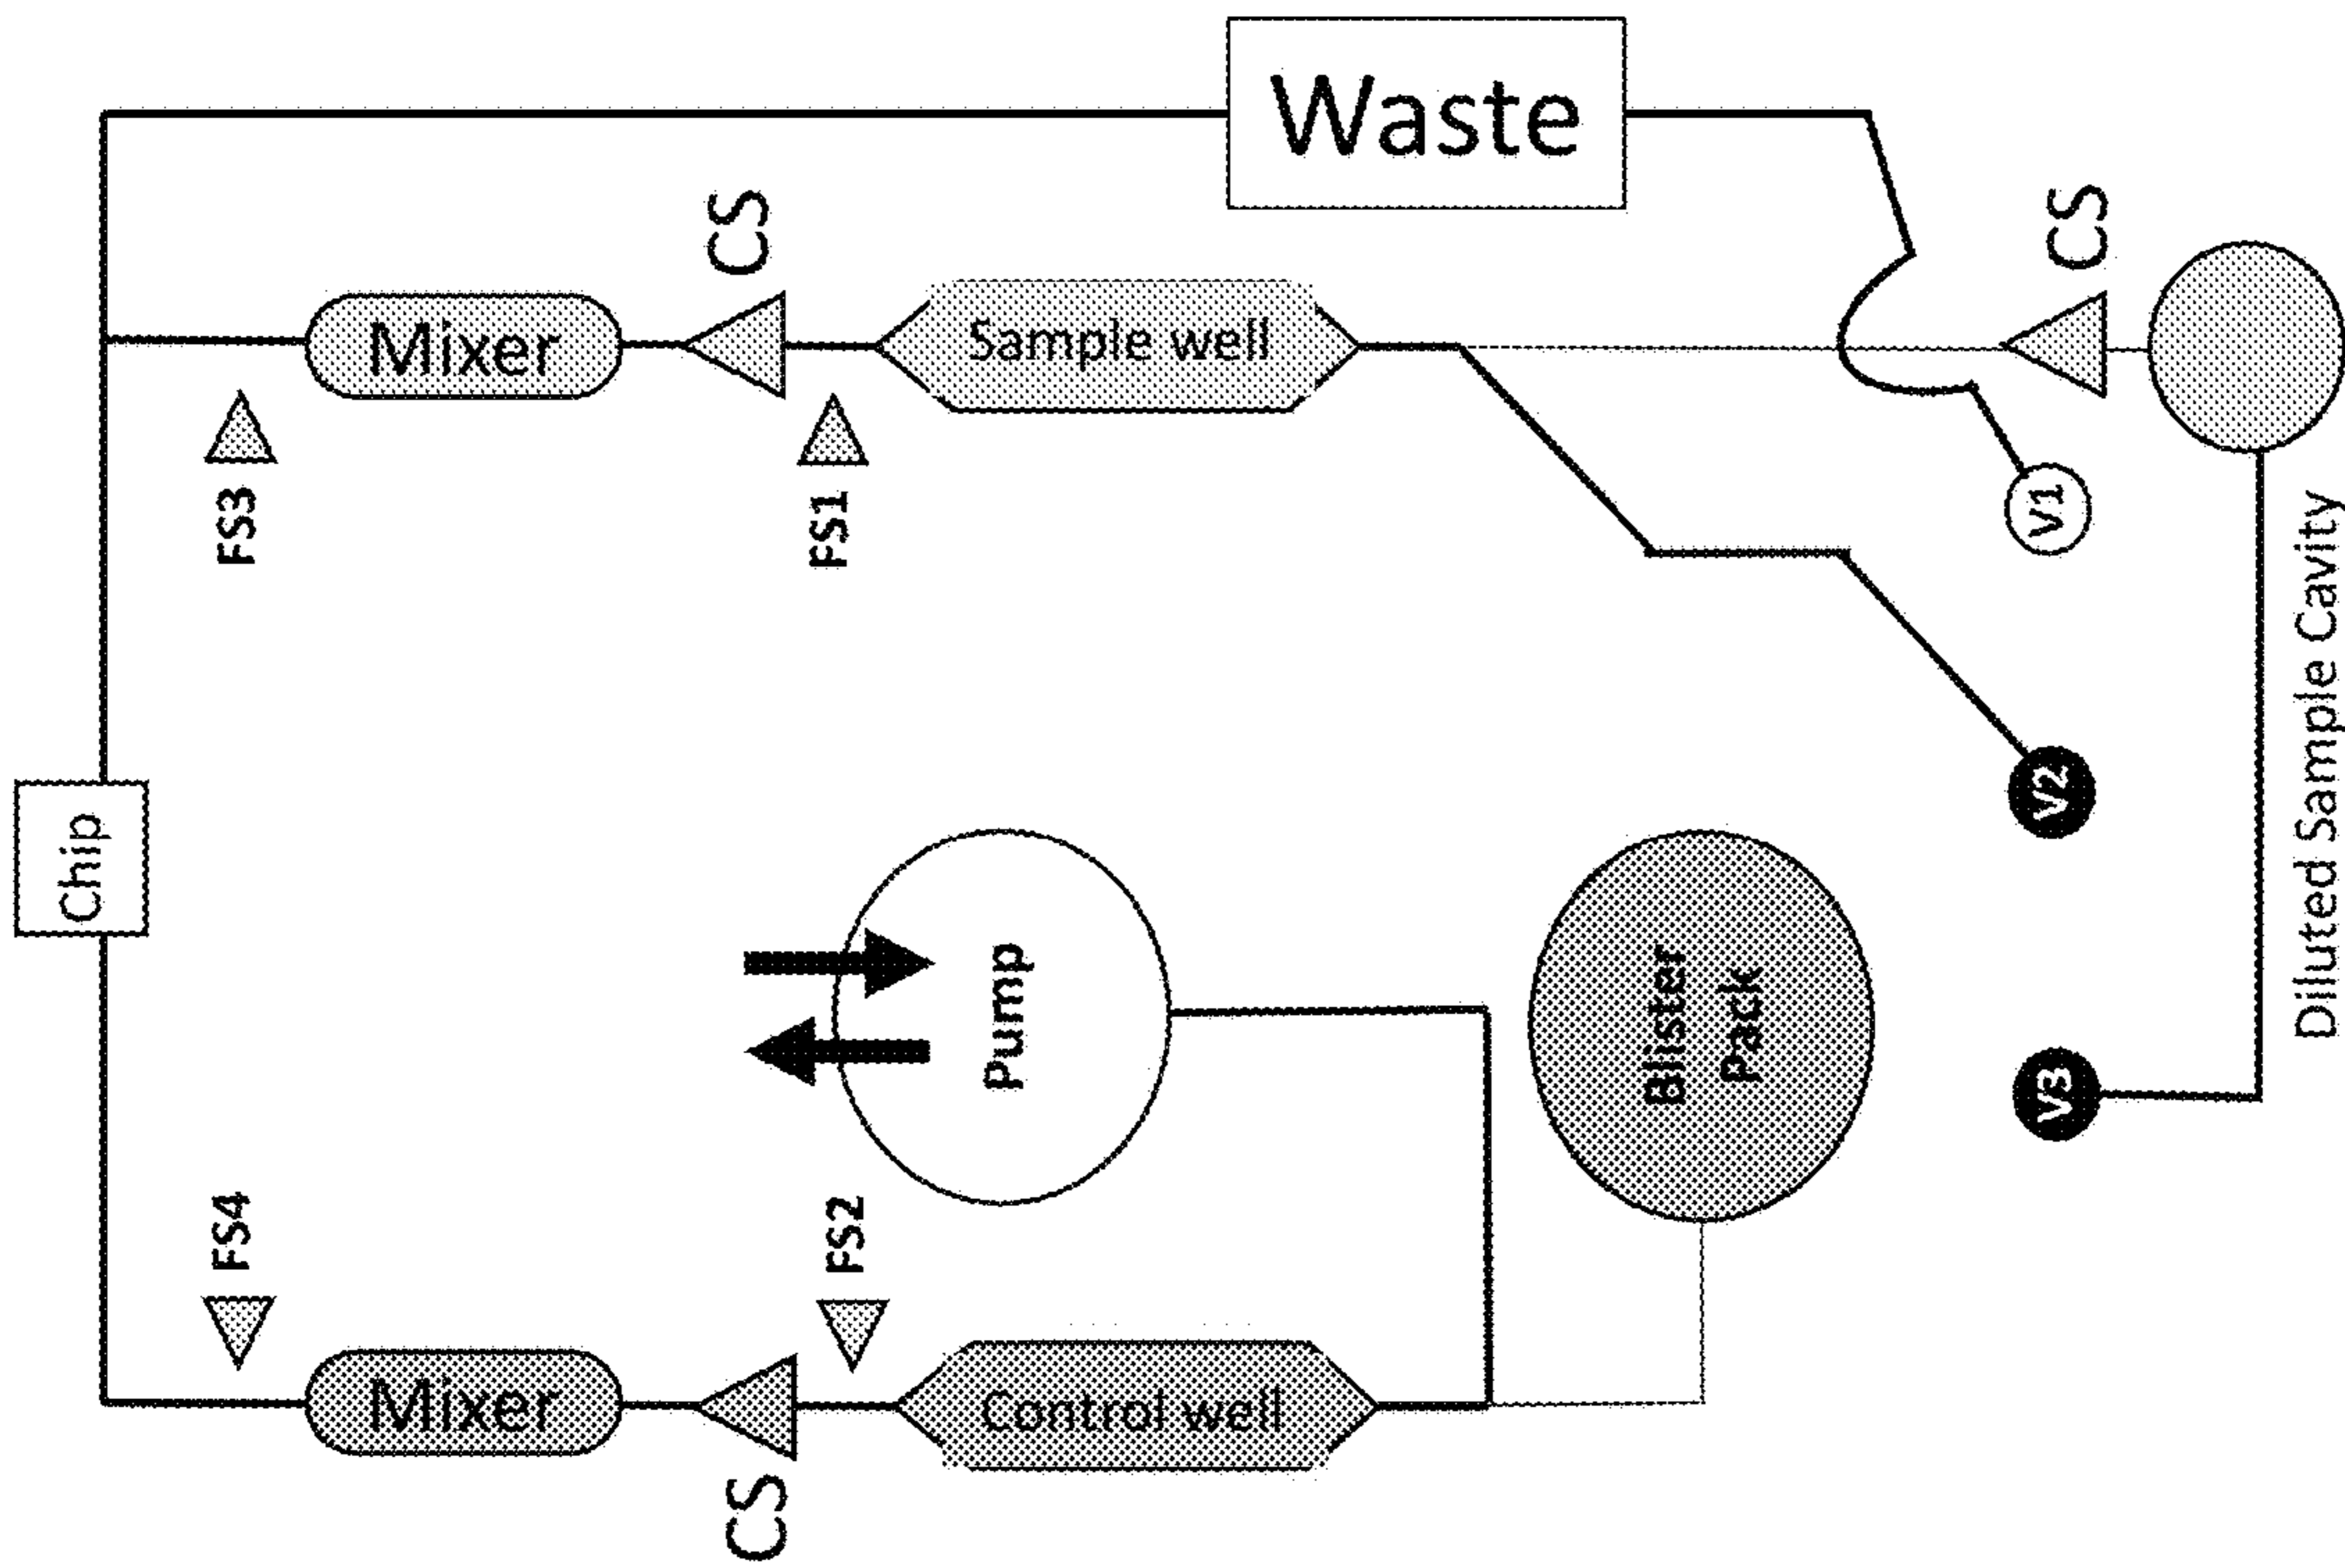 Waste
CS
CS
Mixer
Sample well
FS3
FS1
V1
Chip
V2
Pump
Blister
Pack
Diluted Sample Cavity
V3
FS4
FS2
Mixer
Control well
CS